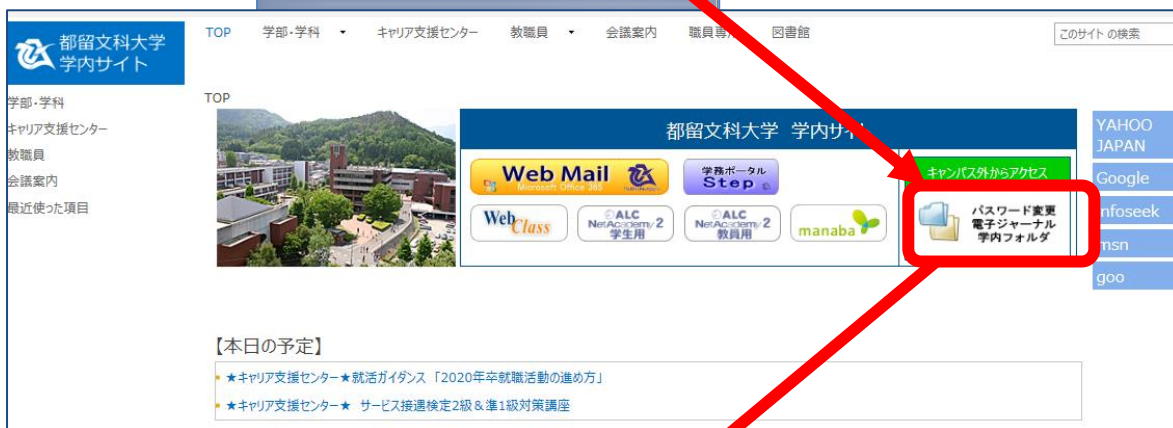 都留文科大学
学内サイト
TOP 学部・学科 キャリア支援センター 教職員 会議案内 職員専 図書館
このサイト の検索
学部・学科
キャリア支援センター
教職員
会議案内
最近使った項目
TOP
都留文科大学 学内サイ
Web Mail
Microsoft Office 365
学務ポータル
Step
キャンパス外からアクセス
WebClass
ALC
NetAcademy2
学生用
ALC
NetAcademy2
教員用
manaba
パスワード変更
電子ジャーナル
学内フォルダ
YAHOO
JAPAN
Google
nfoseek
msn
goo
【本日の予定】
★キャリア支援センター★就活ガイダンス 「2020年卒就職活動の進め方」
★キャリア支援センター★ サービス接遇検定2級&準1級対策講座